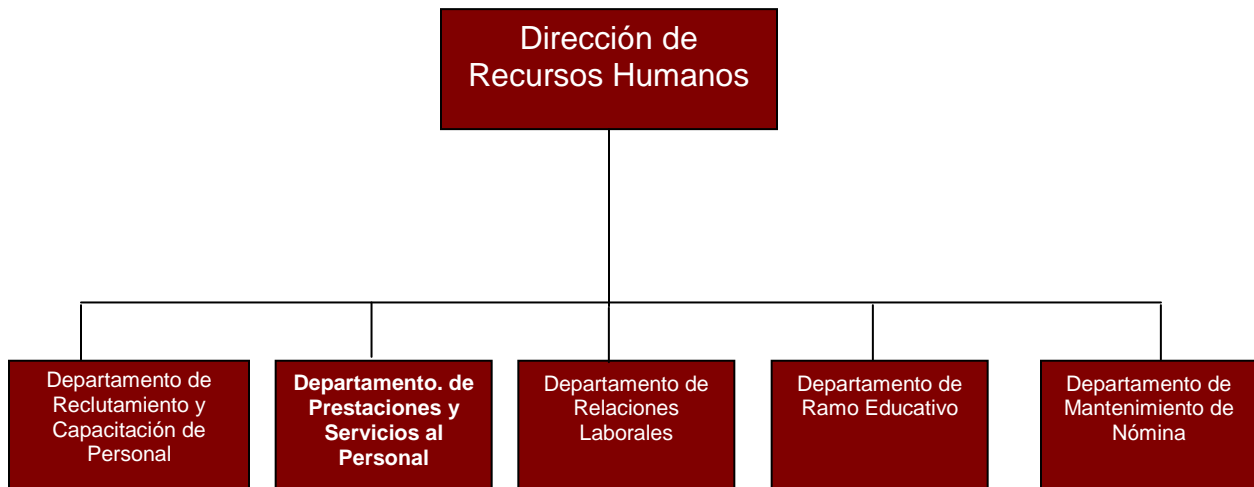 Dirección de
Recursos Humanos
Departamento de
Reclutamiento y
Capacitación de
Personal
Departamento. de
Prestaciones y
Servicios al
Personal
Departamento de
Relaciones
Laborales
Departamento de
Ramo Educativo
Departamento de
Mantenimiento de
Nómina